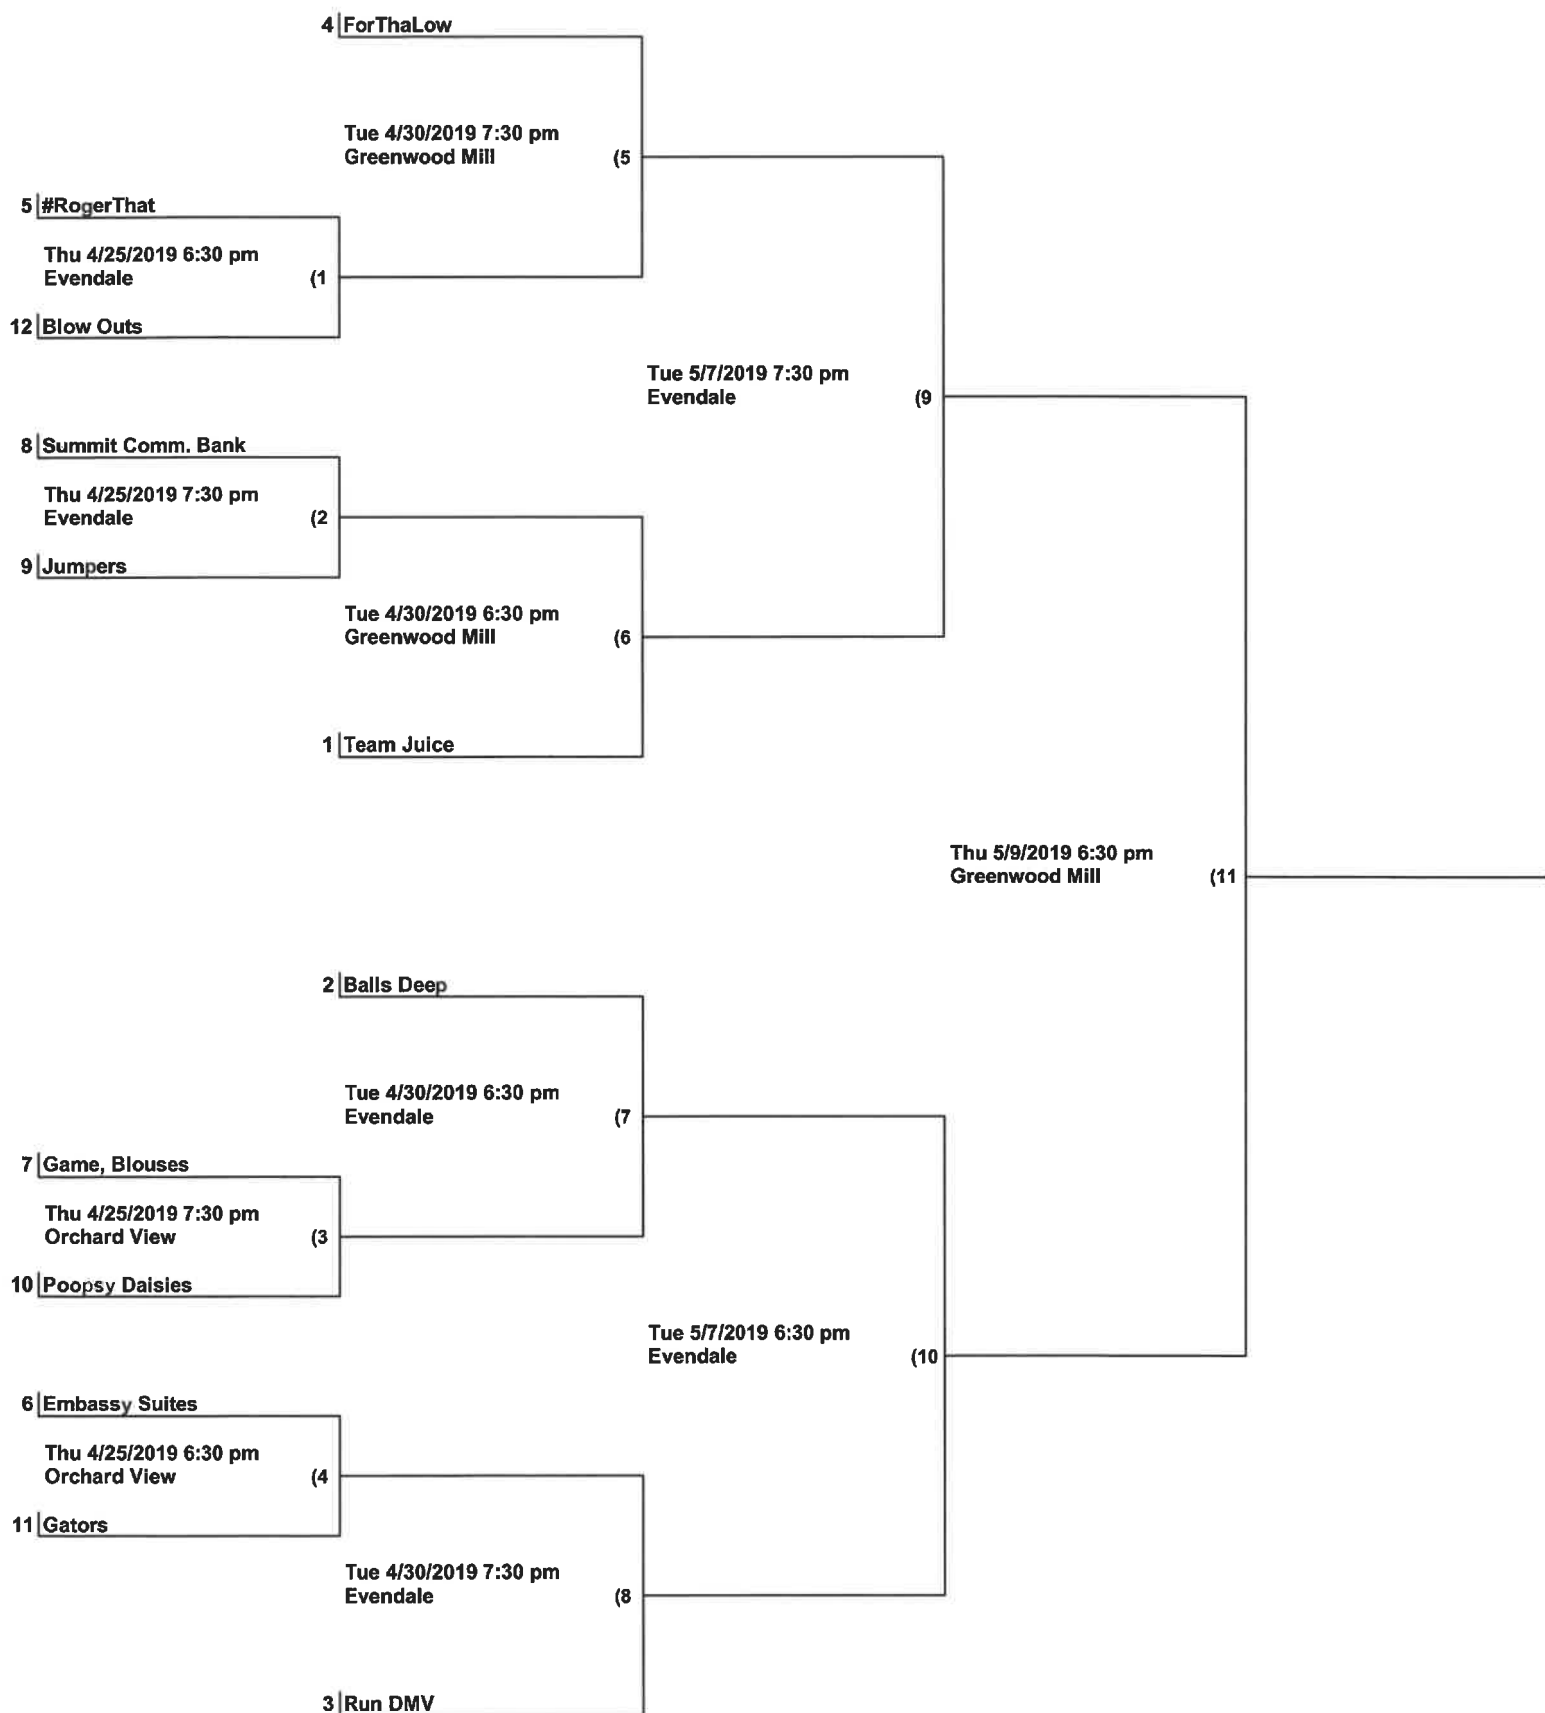 4 ForThaLow
Tue 4/30/2019 7:30 pm
Greenwood Mill (5
5 #RogerThat
Thu 4/25/2019 6:30 pm
Evendale (1
12 Blow Outs
Tue 5/7/2019 7:30 pm
Evendale (9
8 Summit Comm. Bank
Thu 4/25/2019 7:30 pm
Evendale (2
9 Jumpers
Tue 4/30/2019 6:30 pm
Greenwood Mill (6
1 Team Juice
Thu 5/9/2019 6:30 pm
Greenwood Mill (11
2 Balls Deep
Tue 4/30/2019 6:30 pm
Evendale (7
7 Game, Blouses
Thu 4/25/2019 7:30 pm
Orchard View (3
10 Poopsy Daisies
Tue 5/7/2019 6:30 pm
Evendale (10
6 Embassy Suites
Thu 4/25/2019 6:30 pm
Orchard View (4
11 Gators
Tue 4/30/2019 7:30 pm
Evendale (8
3 Run DMV